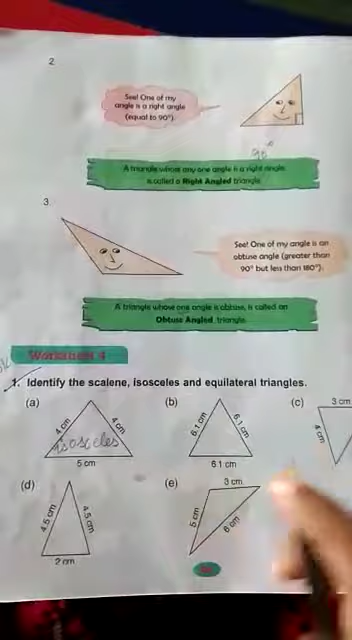 2.
See! One of my
angle is a right angle
(equal to 90°).
90°
A triangle whose any one angle is a right angle
is called a Right Angled triangle.
3.
See! One of my angle is an
obtuse angle (greater than
90° but less than 180°).
A triangle whose one angle is obtuse, is called an
Obtuse Angled triangle.
Worksheet 4
1. Identify the scalene, isosceles and equilateral triangles.
(a) 4 cm 4 cm 5 cm
isosceles
(b) 6.1 cm 6.1 cm 6.1 cm
(c) 3 cm 4 cm
(d) 4.5 cm 4.5 cm 2 cm
(e) 3 cm 5 cm 6 cm